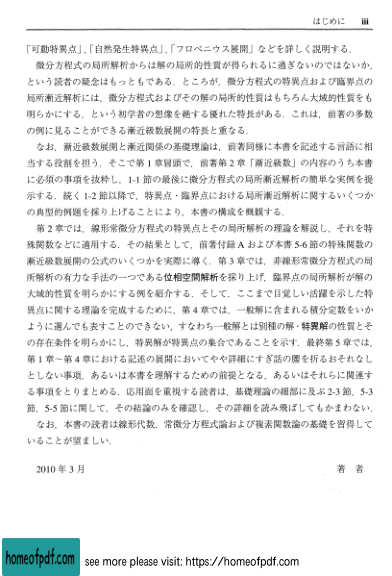 はじめに iii
「可動特異点」,「自然発生特異点」,「フロベニウス展開」などを詳しく説明する.
微分方程式の局所解析からは解の局所的性質が得られるに過ぎないのではないか,
という読者の疑念はもっともである. ところが, 微分方程式の特異点および臨界点の
局所漸近解析には, 微分方程式およびその解の局所的性質はもちろん大域的性質をも
明らかにする, という初学者の想像を絶する優れた特長がある. これは, 前著の多数
の例に見ることができる漸近級数展開の特長と重なる.
なお, 漸近級数展開と漸近関係の基礎理論は, 前著同様に本書を記述する言語に相
当する役割を担う. そこで第1章冒頭で, 前著第2章「漸近級数」の内容のうち本書
に必須の事項を抜粋し, 1-1節の最後に微分方程式の局所漸近解析の簡単な実例を提
示する. 続く1-2節以降で, 特異点・臨界点における局所漸近解析に関するいくつか
の典型的例題を採り上げることにより, 本書の構成を概観する.
第2章では, 線形常微分方程式の特異点とその局所解析の理論を解説し, それを特
殊関数などに適用する. その結果として, 前著付録Aおよび本書5-6節の特殊関数の
漸近級数展開の公式のいくつかを実際に導く. 第3章では, 非線形常微分方程式の局
所解析の有力な手法の一つである位相空間解析を採り上げ, 臨界点の局所解析が解の
大域的性質を明らかにする例を紹介する. そして, ここまで目覚しい活躍を示した特
異点に関する理論を完成するために, 第4章では, 一般解に含まれる積分定数をいか
ように選んでも表すことのできない, すなわち一般解とは別種の解・特異解の性質とそ
の存在条件を明らかにし, 特異解が特異点の集合であることを示す. 最終第5章では,
第1章〜第4章における記述の展開においてやや詳細にすぎ話の腰を折るおそれなし
としない事項, あるいは本書を理解するための前提となる, あるいはそれらに関連す
る事項をとりまとめる. 応用面を重視する読者は, 基礎理論の細部に及ぶ2-3節, 5-3
節, 5-5節に関して, その結論のみを確認し, その詳細を読み飛ばしてもかまわない.
なお, 本書の読者は線形代数, 常微分方程式論および複素関数論の基礎を習得して
いることが望ましい.
2010年3月 著 者
homeofpdf.com see more please visit: https://homeofpdf.com